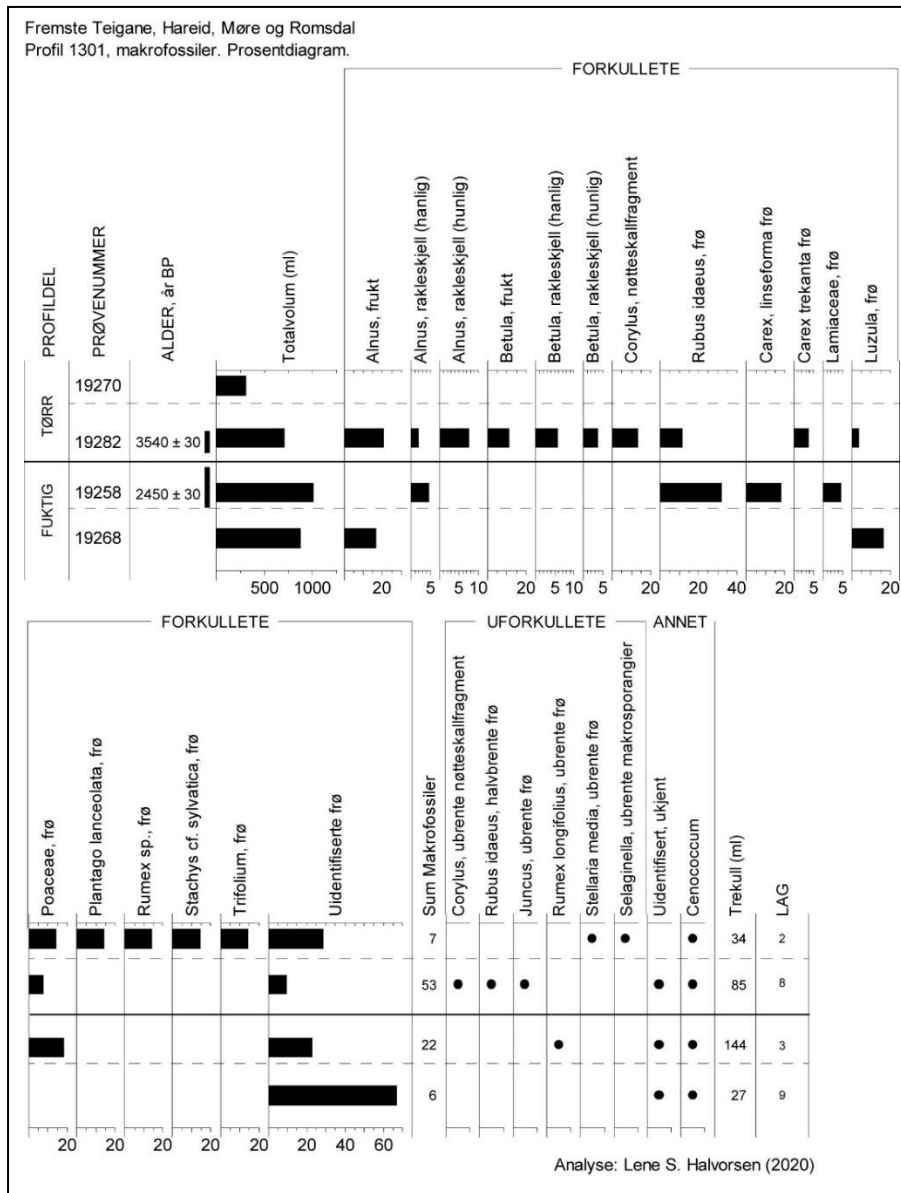 Fremste Teigane, Hareid, Møre og Romsdal
Profil 1301, makrofossiler. Prosentdiagram.
FORKULLETE
PROFILDEL
PRØVENUMMER
ALDER, år BP
Totalvolum (ml)
Alnus, frukt
Alnus, rakleskjell (hanlig)
Alnus, rakleskjell (hunlig)
Betula, frukt
Betula, rakleskjell (hanlig)
Betula, rakleskjell (hunlig)
Corylus, nøtteskallfragment
Rubus idaeus, frø
Carex, linseforma frø
Carex trekanta frø
Lamiaceae, frø
Luzula, frø
TØRR
19270
19282 3540 ± 30
FUKTIG
19258 2450 ± 30
19268
500 1000 20 5 5 10 10 5 10 5 20 20 40 20 5 5 20
FORKULLETE UFORKULLETE ANNET
Poaceae, frø
Plantago lanceolata, frø
Rumex sp., frø
Stachys cf. sylvatica, frø
Trifolium, frø
Uidentifiserte frø
Sum Makrofossiler
Corylus, ubrente nøtteskallfragment
Rubus idaeus, halvbrente frø
Juncus, ubrente frø
Rumex longifolius, ubrente frø
Stellaria media, ubrente frø
Selaginella, ubrente makrosporangier
Uidentifisert, ukjent
Cenococcum
Trekull (ml)
LAG
7 34 2
53 85 8
22 144 3
6 27 9
20 20 20 20 20 20 40 60
Analyse: Lene S. Halvorsen (2020)